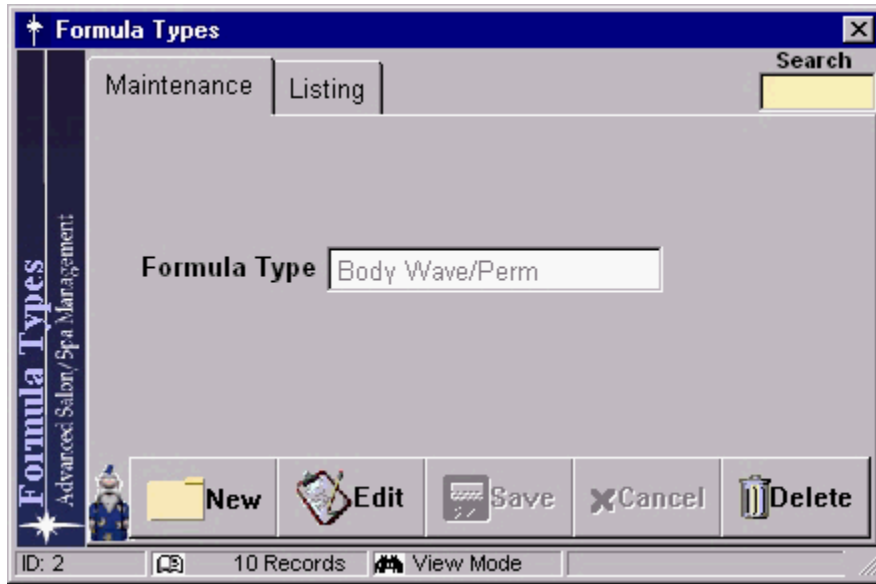 Formula Types
Search
Maintenance
Listing
Formula Types
Advanced Salon/Spa Management
Formula Type
Body Wave/Perm
New
Edit
Save
Cancel
Delete
ID: 2
10 Records
View Mode